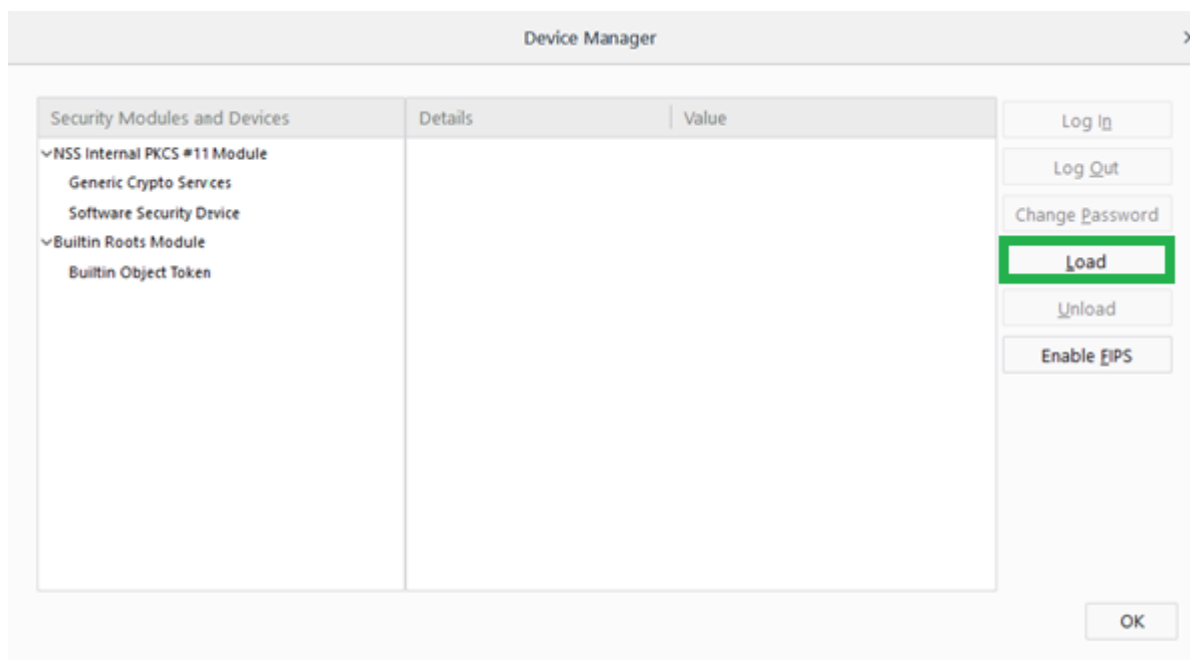 Device Manager
Security Modules and Devices Details Value
NSS Internal PKCS #11 Module
Generic Crypto Services
Software Security Device
Builtin Roots Module
Builtin Object Token
Log In
Log Out
Change Password
Load
Unload
Enable FIPS
OK